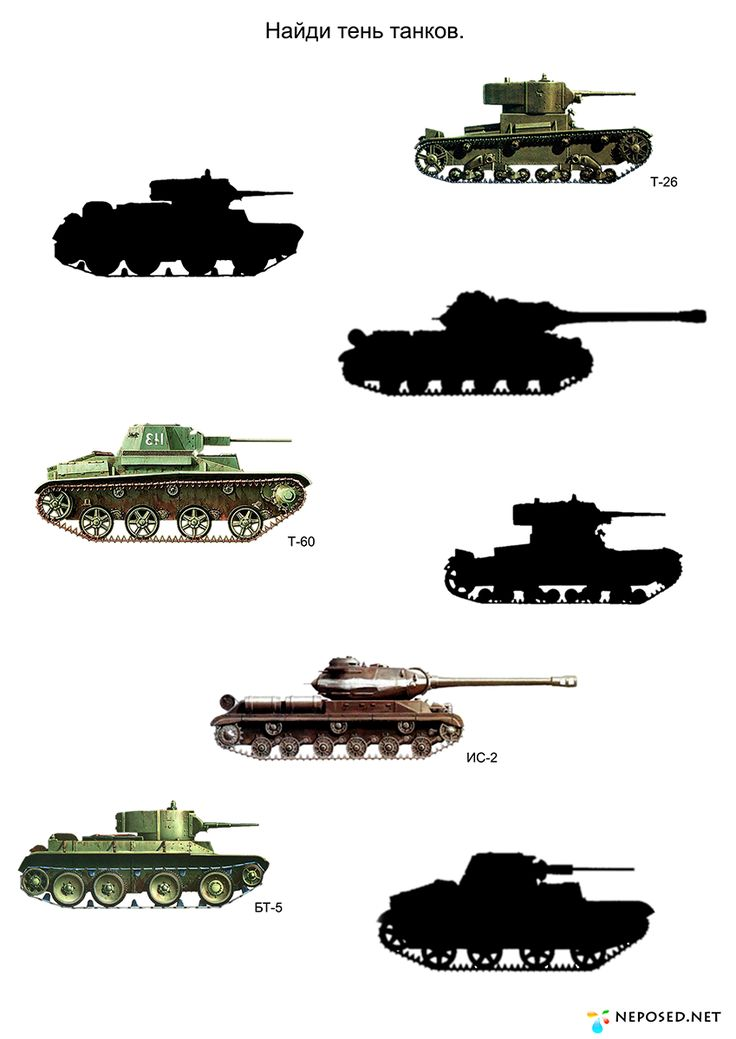 Найди тень танков.
Т-26
Т-60
ИС-2
БТ-5
NEPOSED.NET